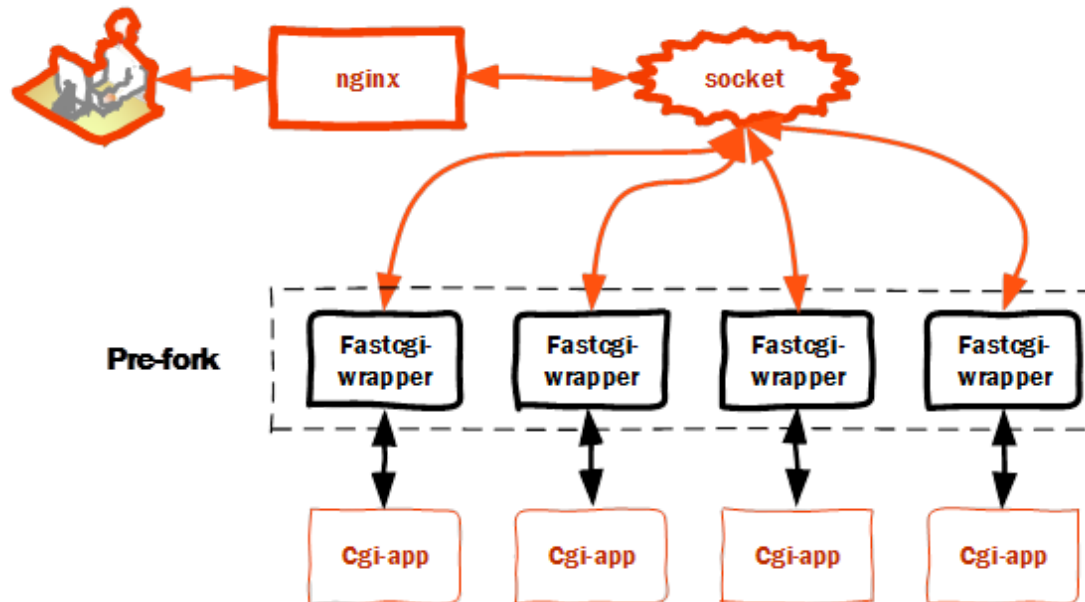 nginx
socket
Pre-fork
Fastcgi-
wrapper
Fastcgi-
wrapper
Fastcgi-
wrapper
Fastcgi-
wrapper
Cgi-app
Cgi-app
Cgi-app
Cgi-app